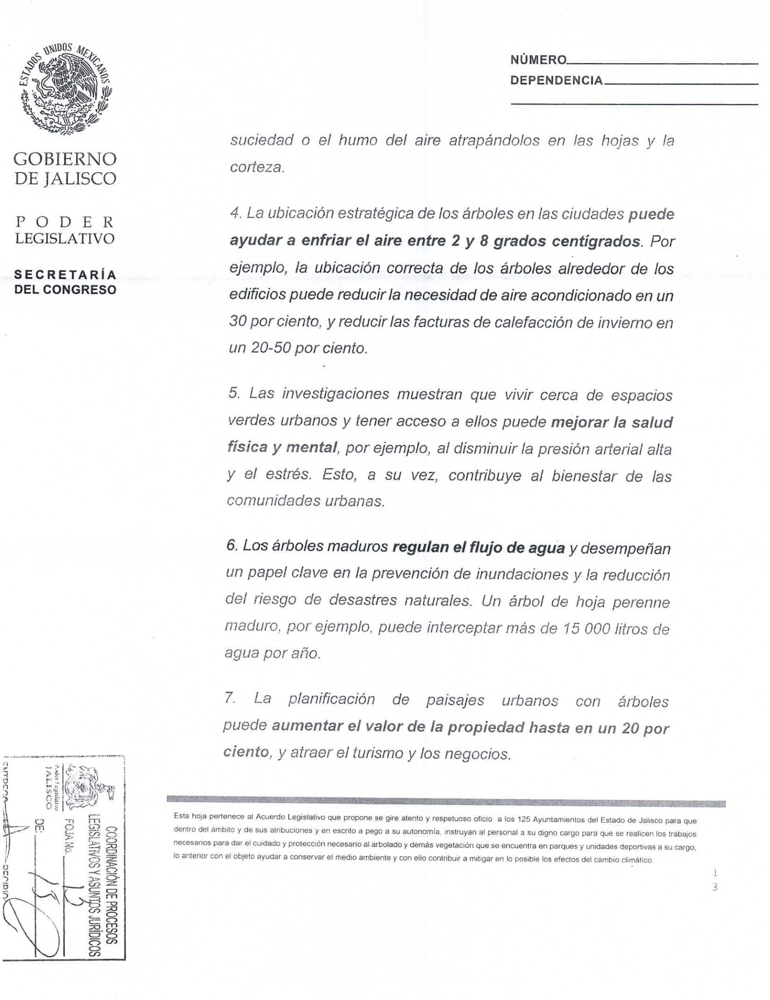 ESTADOS UNIDOS MEXICANOS
GOBIERNO
DE JALISCO
PODER
LEGISLATIVO
SECRETARÍA
DEL CONGRESO
NÚMERO
DEPENDENCIA
suciedad o el humo del aire atrapándolos en las hojas y la
corteza.
4. La ubicación estratégica de los árboles en las ciudades puede
ayudar a enfriar el aire entre 2 y 8 grados centígrados. Por
ejemplo, la ubicación correcta de los árboles alrededor de los
edificios puede reducir la necesidad de aire acondicionado en un
30 por ciento, y reducir las facturas de calefacción de invierno en
un 20-50 por ciento.
5. Las investigaciones muestran que vivir cerca de espacios
verdes urbanos y tener acceso a ellos puede mejorar la salud
física y mental, por ejemplo, al disminuir la presión arterial alta
y el estrés. Esto, a su vez, contribuye al bienestar de las
comunidades urbanas.
6. Los árboles maduros regulan el flujo de agua y desempeñan
un papel clave en la prevención de inundaciones y la reducción
del riesgo de desastres naturales. Un árbol de hoja perenne
maduro, por ejemplo, puede interceptar más de 15 000 litros de
agua por año.
7. La planificación de paisajes urbanos con árboles
puede aumentar el valor de la propiedad hasta en un 20 por
ciento, y atraer el turismo y los negocios.
Esta hoja pertenece al Acuerdo Legislativo que propone se gire atento y respetuoso oficio a los 125 Ayuntamientos del Estado de Jalisco para que
dentro del ámbito y de sus atribuciones y en escrito a pego a su autonomía, instruyan al personal a su digno cargo para que se realicen los trabajos
necesarios para dar el cuidado y protección necesario al arbolado y demás vegetación que se encuentra en parques y unidades deportivas a su cargo,
lo anterior con el objeto ayudar a conservar el medio ambiente y con ello contribuir a mitigar en lo posible los efectos del cambio climático.
1
3
COORDINACIÓN DE PROCESOS
LEGISLATIVOS Y ASUNTOS JURÍDICOS
Poder Legislativo
JALISCO
FOJA No. 13
DE: 15